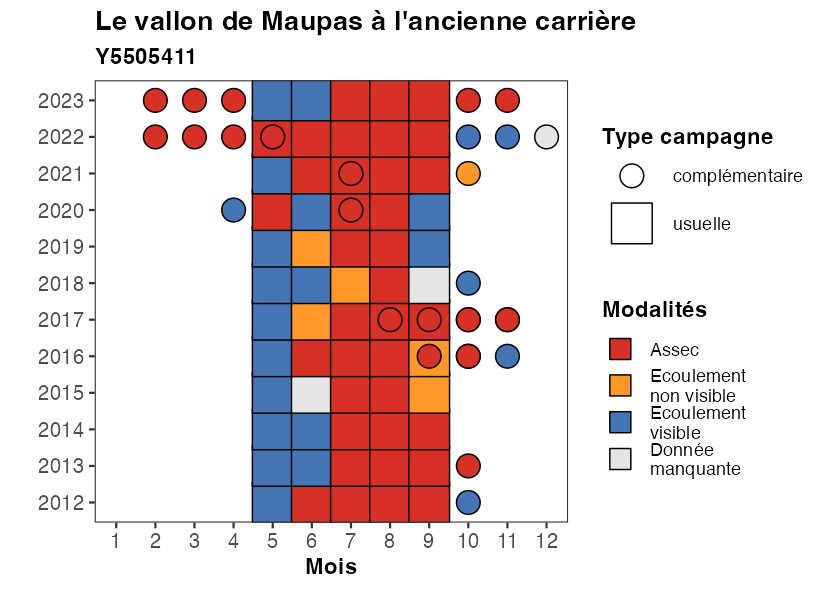 Le vallon de Maupas à l'ancienne carrière
Y5505411
2023
2022
2021
2020
2019
2018
2017
2016
2015
2014
2013
2012
1 2 3 4 5 6 7 8 9 10 11 12
Mois
Type campagne
complémentaire
usuelle
Modalités
Assec
Ecoulement
non visible
Ecoulement
visible
Donnée
manquante